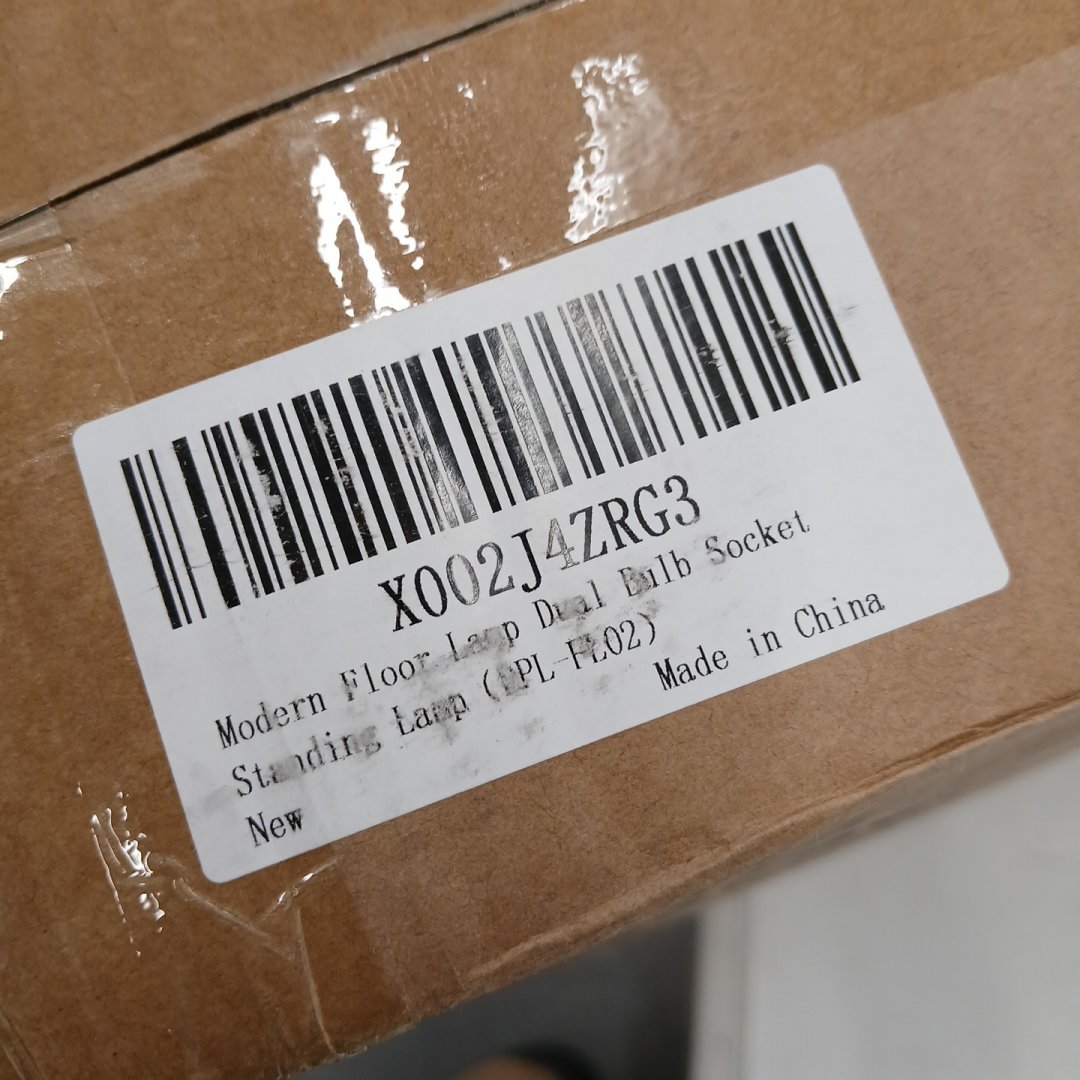 X002J4ZRG3
Modern Floor Lamp Dual Bulb Socket
Standing Lamp
New
Made in China